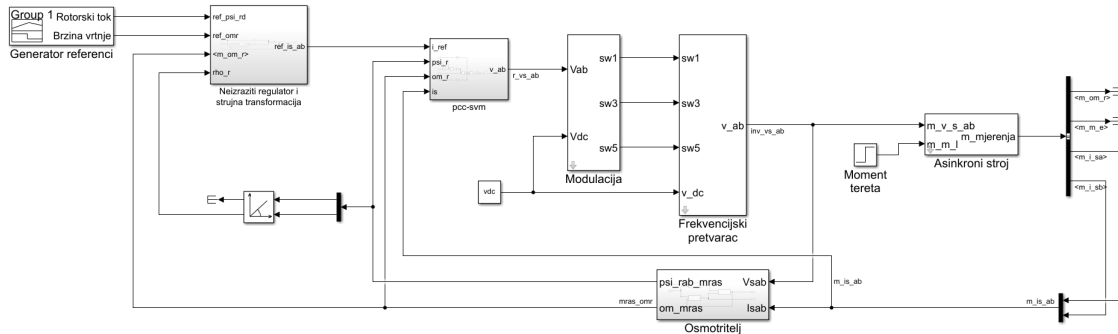 Group 1
Rotorski tok
Brzina vrtnje
Generator referenci
ref_psi_rd
ref_omr
<m_om_r>
rho_r
ref_is_ab
Neizraziti regulator i
strujna transformacija
i_ref
psi_r
om_r
is
v_ab
pcc-svm
r_vs_ab
Vab
Vdc
sw1
sw3
sw5
Modulacija
sw1
sw3
sw5
v_dc
v_ab
Frekvencijski
pretvarac
inv_vs_ab
vdc
Moment
tereta
m_v_s_ab
m_m_l
m_mjerenja
Asinkroni stroj
<m_om_r>
<m_m_e>
<m_i_sa>
<m_i_sb>
psi_rab_mras
om_mras
Vsab
Isab
Osmotritelj
mras_omr
m_is_ab
m_is_ab